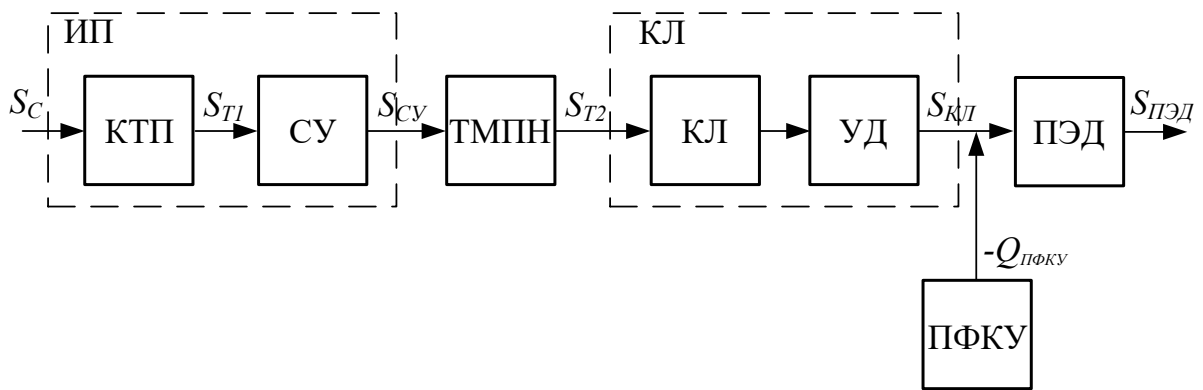 ИП
КЛ
S_C
КТП
S_T1
СУ
S_СУ
ТМПН
S_T2
КЛ
УД
S_КЛ
ПЭД
S_ПЭД
-Q_ПФКУ
ПФКУ